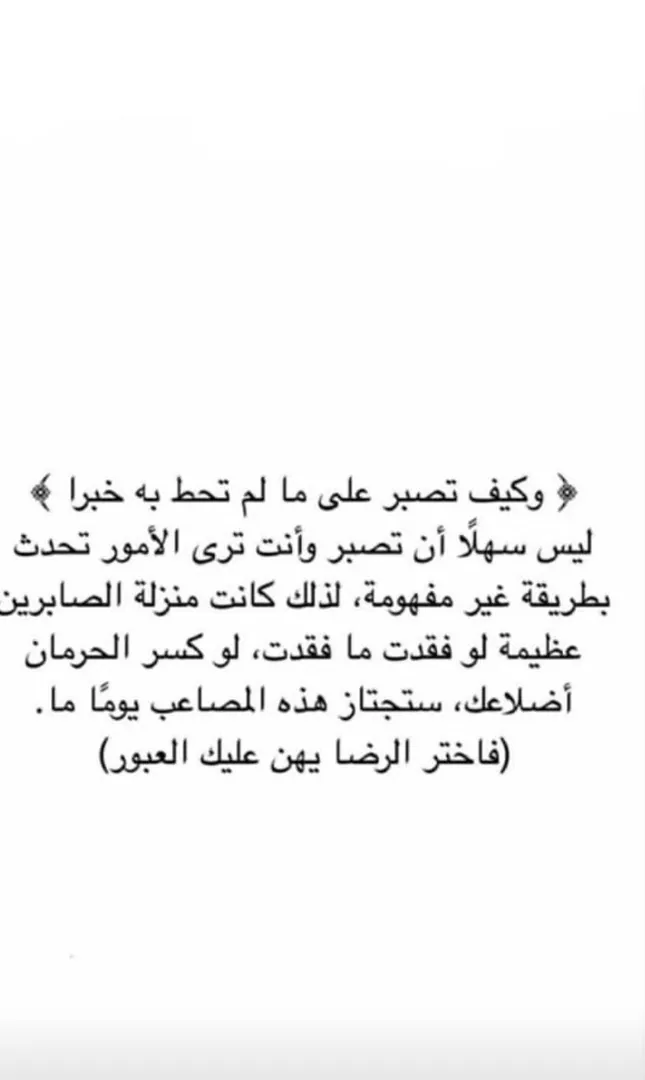 ﴿ وكيف تصبر على ما لم تحط به خبرا ﴾
ليس سهلًا أن تصبر وأنت ترى الأمور تحدث
بطريقة غير مفهومة، لذلك كانت منزلة الصابرين
عظيمة لو فقدت ما فقدت، لو كسر الحرمان
أضلاعك، ستجتاز هذه المصاعب يومًا ما.
(فاختر الرضا يهن عليك العبور)